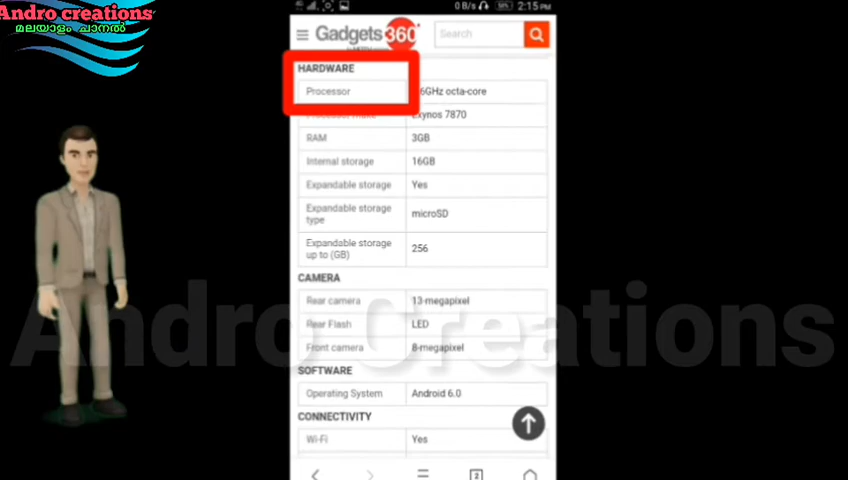 Andro creations
മലയാളം ചാനൽ
0 B/s 2:15 PM
Gadgets 360
Search
HARDWARE
Processor 6GHz octa-core
Exynos 7870
RAM 3GB
Internal storage 16GB
Expandable storage Yes
Expandable storage type microSD
Expandable storage up to (GB) 256
CAMERA
Rear camera 13-megapixel
Rear Flash LED
Front camera 8-megapixel
Andro Creations
SOFTWARE
Operating System Android 6.0
CONNECTIVITY
Wi-Fi Yes
2